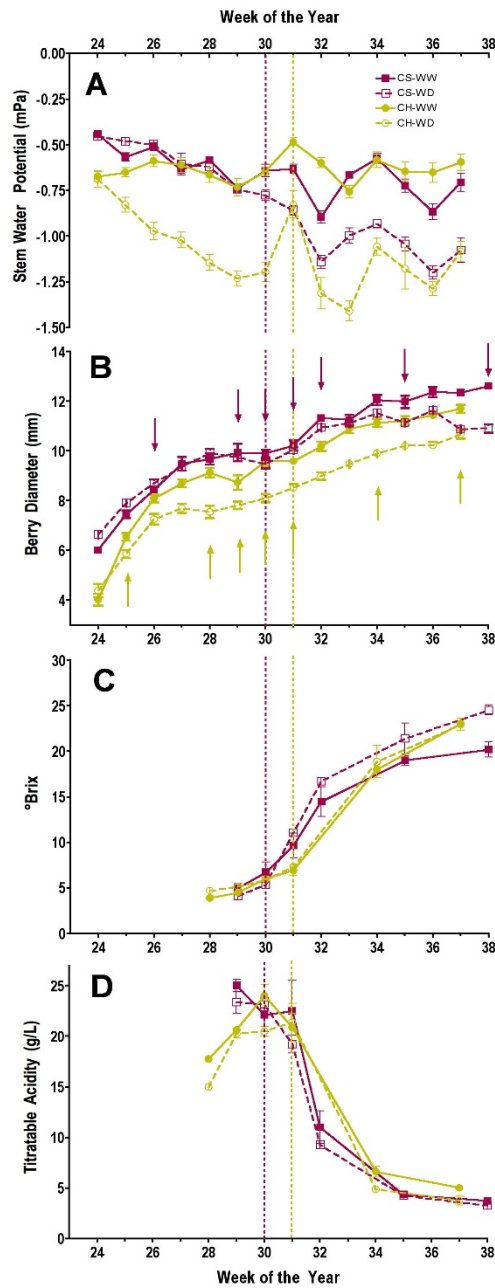 Week of the Year
24 26 28 30 32 34 36 38
A
Stem Water Potential (mPa)
0.00
-0.25
-0.50
-0.75
-1.00
-1.25
-1.50
CS-WW
CS-WD
CH-WW
CH-WD
B
Berry Diameter (mm)
14
12
10
8
6
4
24 26 28 30 32 34 36 38
C
ºBrix
30
25
20
15
10
5
0
24 26 28 30 32 34 36 38
D
Titratable Acidity (g/L)
25
20
15
10
5
0
24 26 28 30 32 34 36 38
Week of the Year